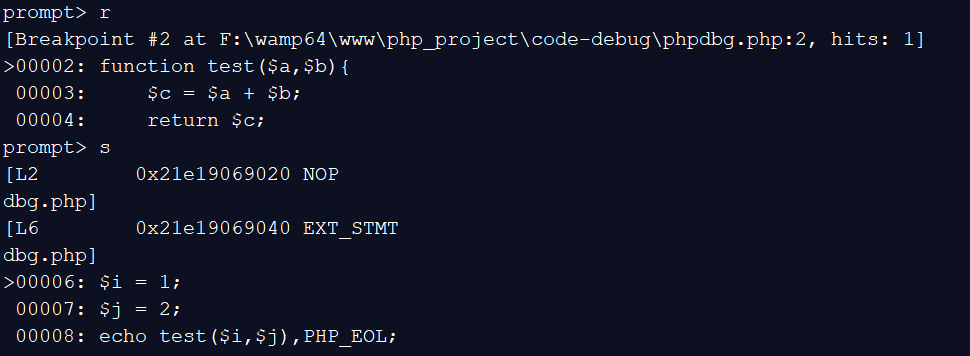 prompt> r
[Breakpoint #2 at F:\wamp64\www\php_project\code-debug\phpdbg.php:2, hits: 1]
>00002: function test($a,$b){
 00003:     $c = $a + $b;
 00004:     return $c;
prompt> s
[L2        0x21e19069020 NOP
dbg.php]
[L6        0x21e19069040 EXT_STMT
dbg.php]
>00006: $i = 1;
 00007: $j = 2;
 00008: echo test($i,$j),PHP_EOL;